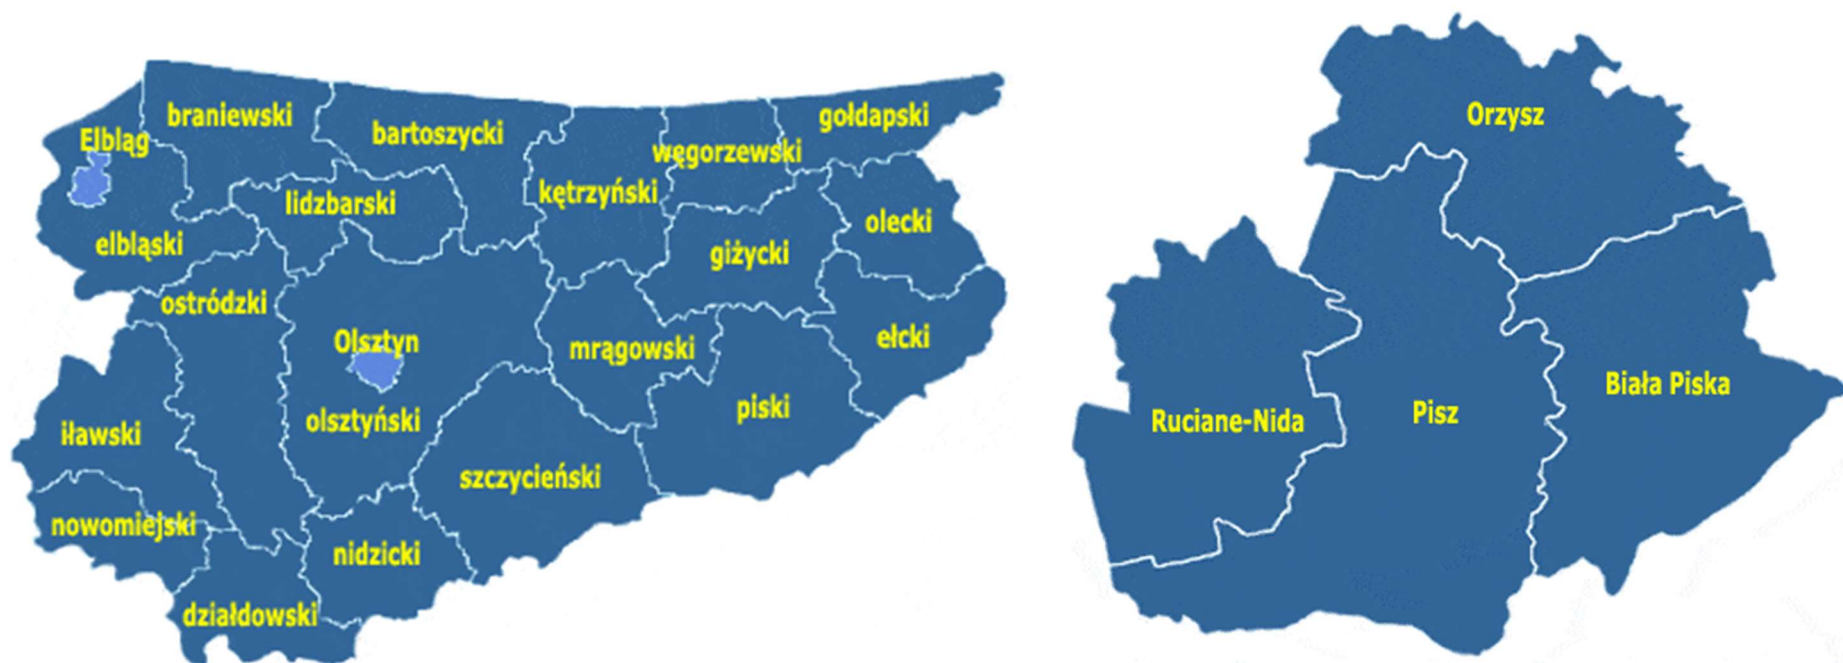 braniewski
Elbląg
bartoszycki
gołdapski
węgorzewski
lidzbarski
kętrzyński
elbląski
giżycki
olecki
ostródzki
Olsztyn
mrągowski
ełcki
iławski
olsztyński
piski
szczycieński
nowomiejski
nidzicki
działdowski
Orzysz
Ruciane-Nida
Pisz
Biała Piska